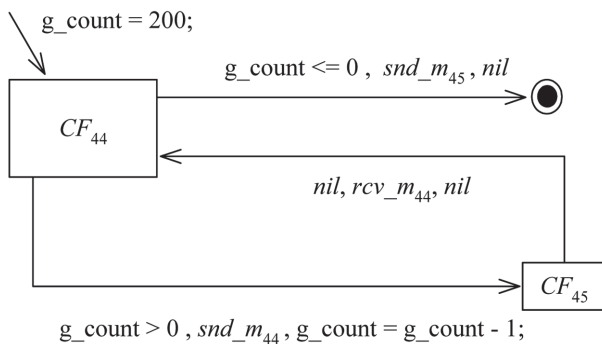 g_count = 200;
g_count <= 0 , snd_m₄₅, nil
CF₄₄
nil, rcv_m₄₄, nil
CF₄₅
g_count > 0 , snd_m₄₄ , g_count = g_count - 1;